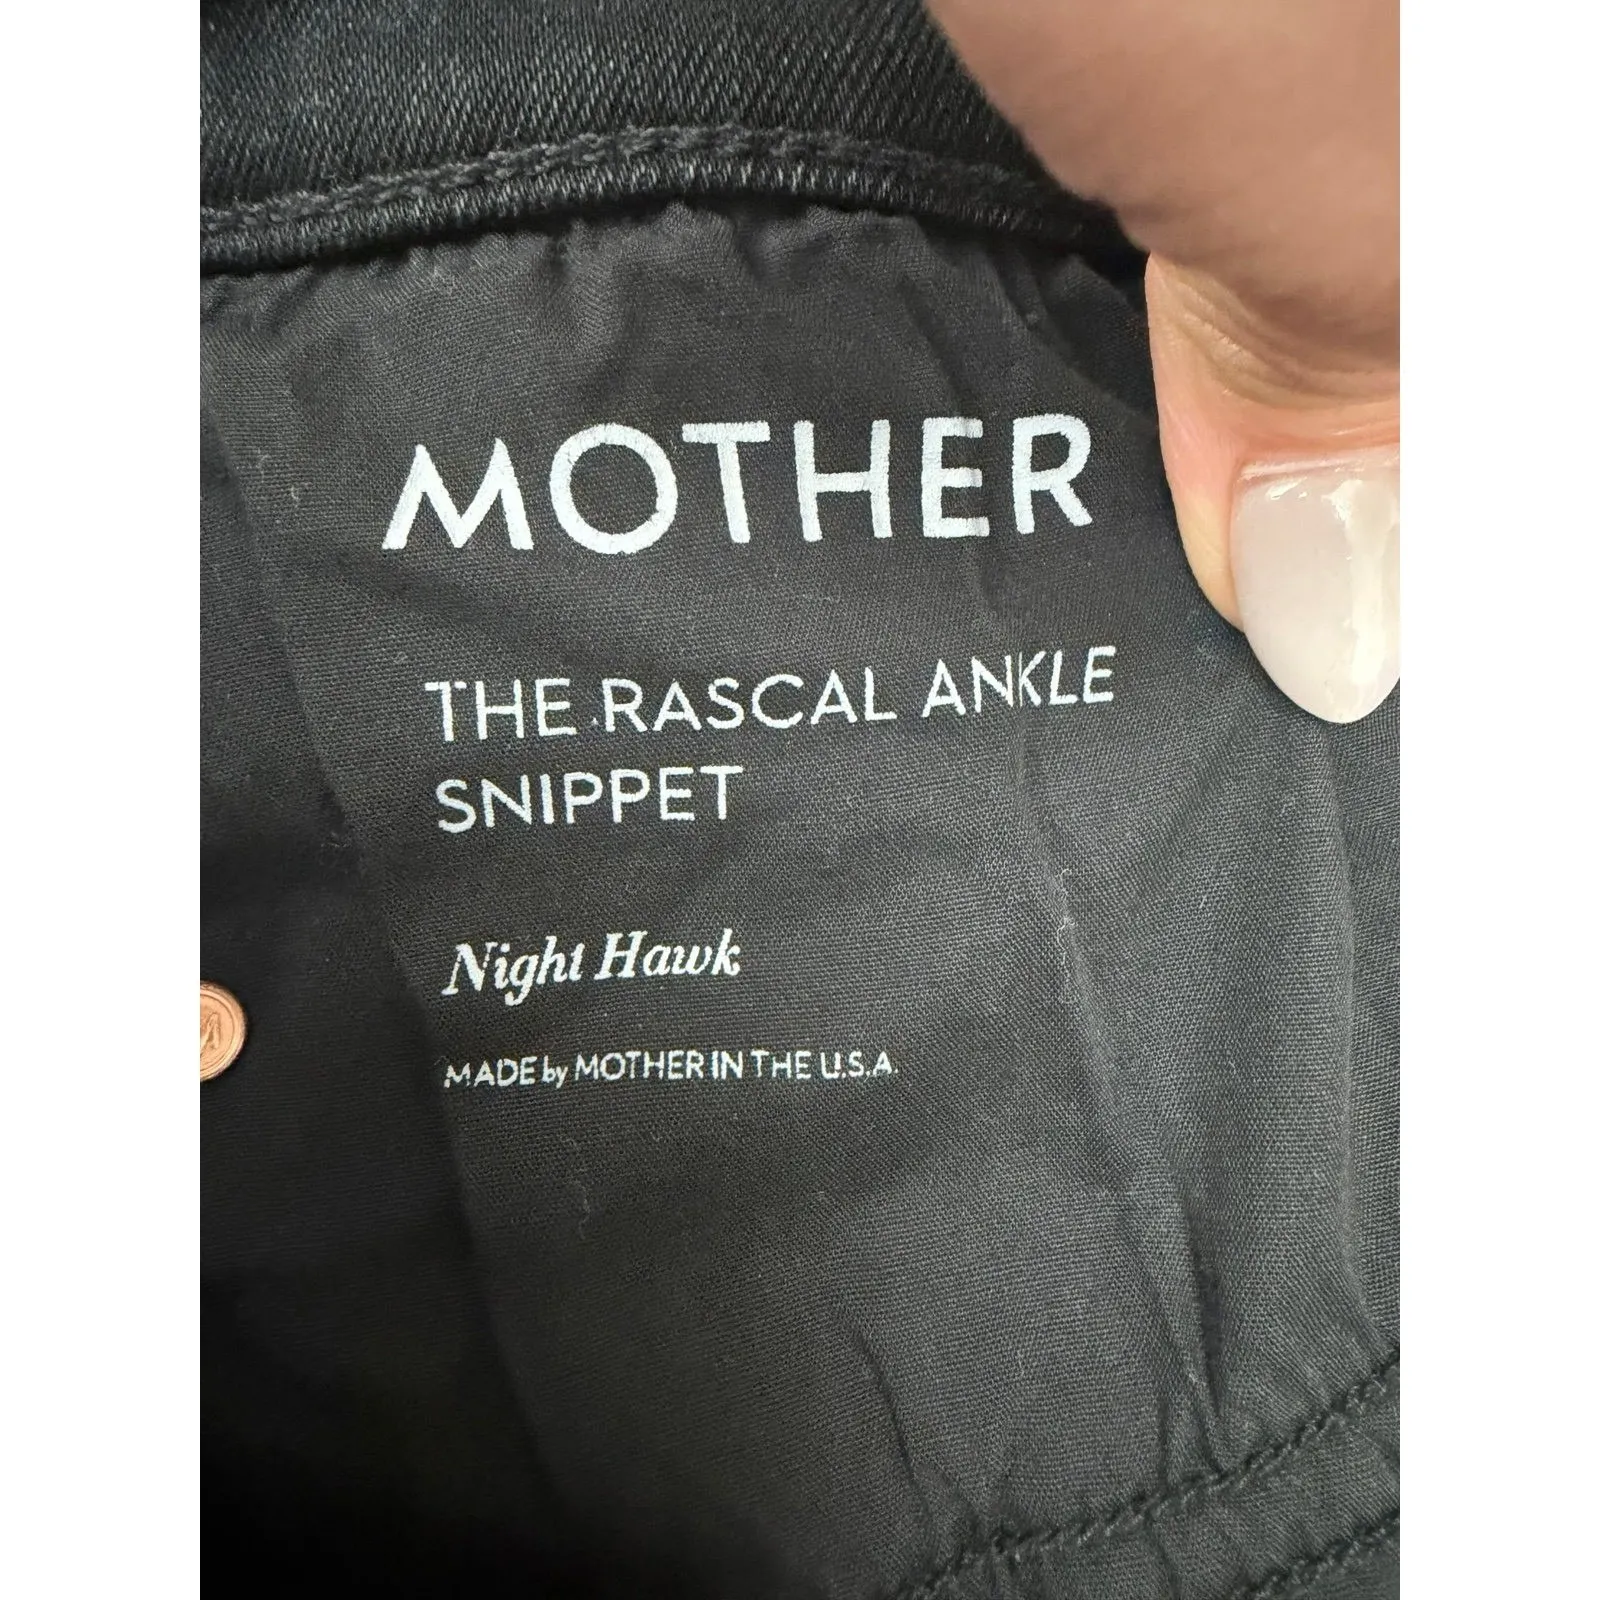 MOTHER
THE RASCAL ANKLE
SNIPPET
Night Hawk
MADE by MOTHER IN THE U.S.A.